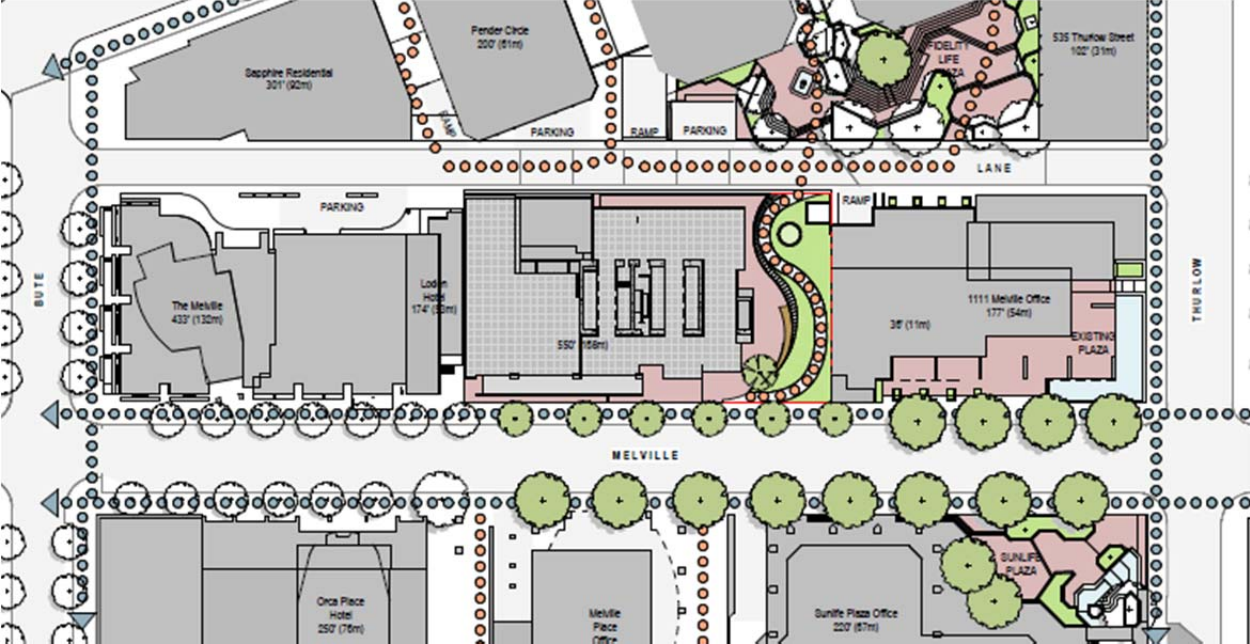 Pender Circle
200' (61m)
535 Thurlow Street
102' (31m)
Sapphire Residential
301' (92m)
FIDELITY
LIFE
PLAZA
RAMP
PARKING
RAMP
PARKING
LANE
PARKING
RAMP
BUTE
THURLOW
The Melville
433' (132m)
Loden
Hotel
174' (53m)
550' (168m)
36' (11m)
1111 Melville Office
177' (54m)
EXISTING
PLAZA
MELVILLE
SUNLIFE
PLAZA
Orca Place
Hotel
250' (76m)
Melville
Place
Office
Sunlife Plaza Office
220' (67m)